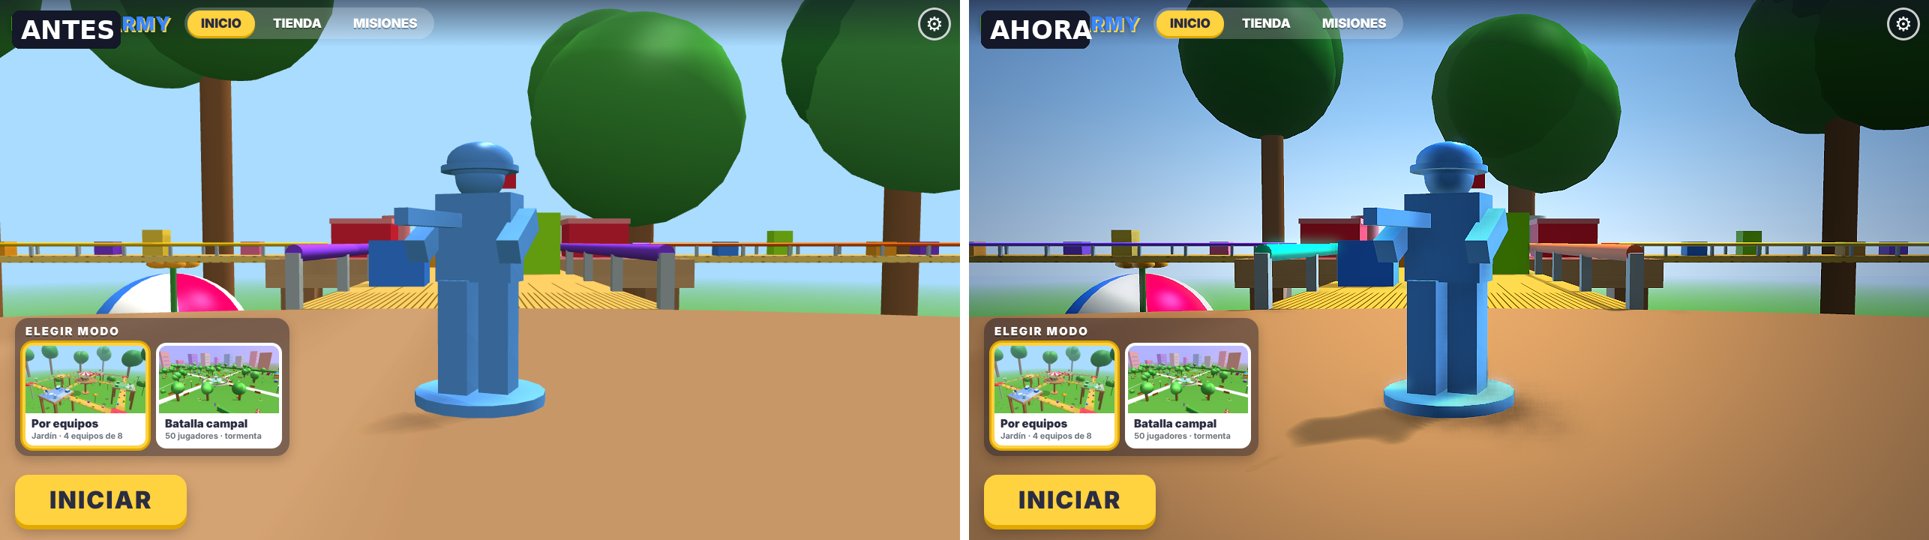 ANTES
RMY
INICIO
TIENDA
MISIONES
ELEGIR MODO
Por equipos
Jardín · 4 equipos de 8
Batalla campal
50 jugadores · tormenta
INICIAR
AHORA
RMY
INICIO
TIENDA
MISIONES
ELEGIR MODO
Por equipos
Jardín · 4 equipos de 8
Batalla campal
50 jugadores · tormenta
INICIAR